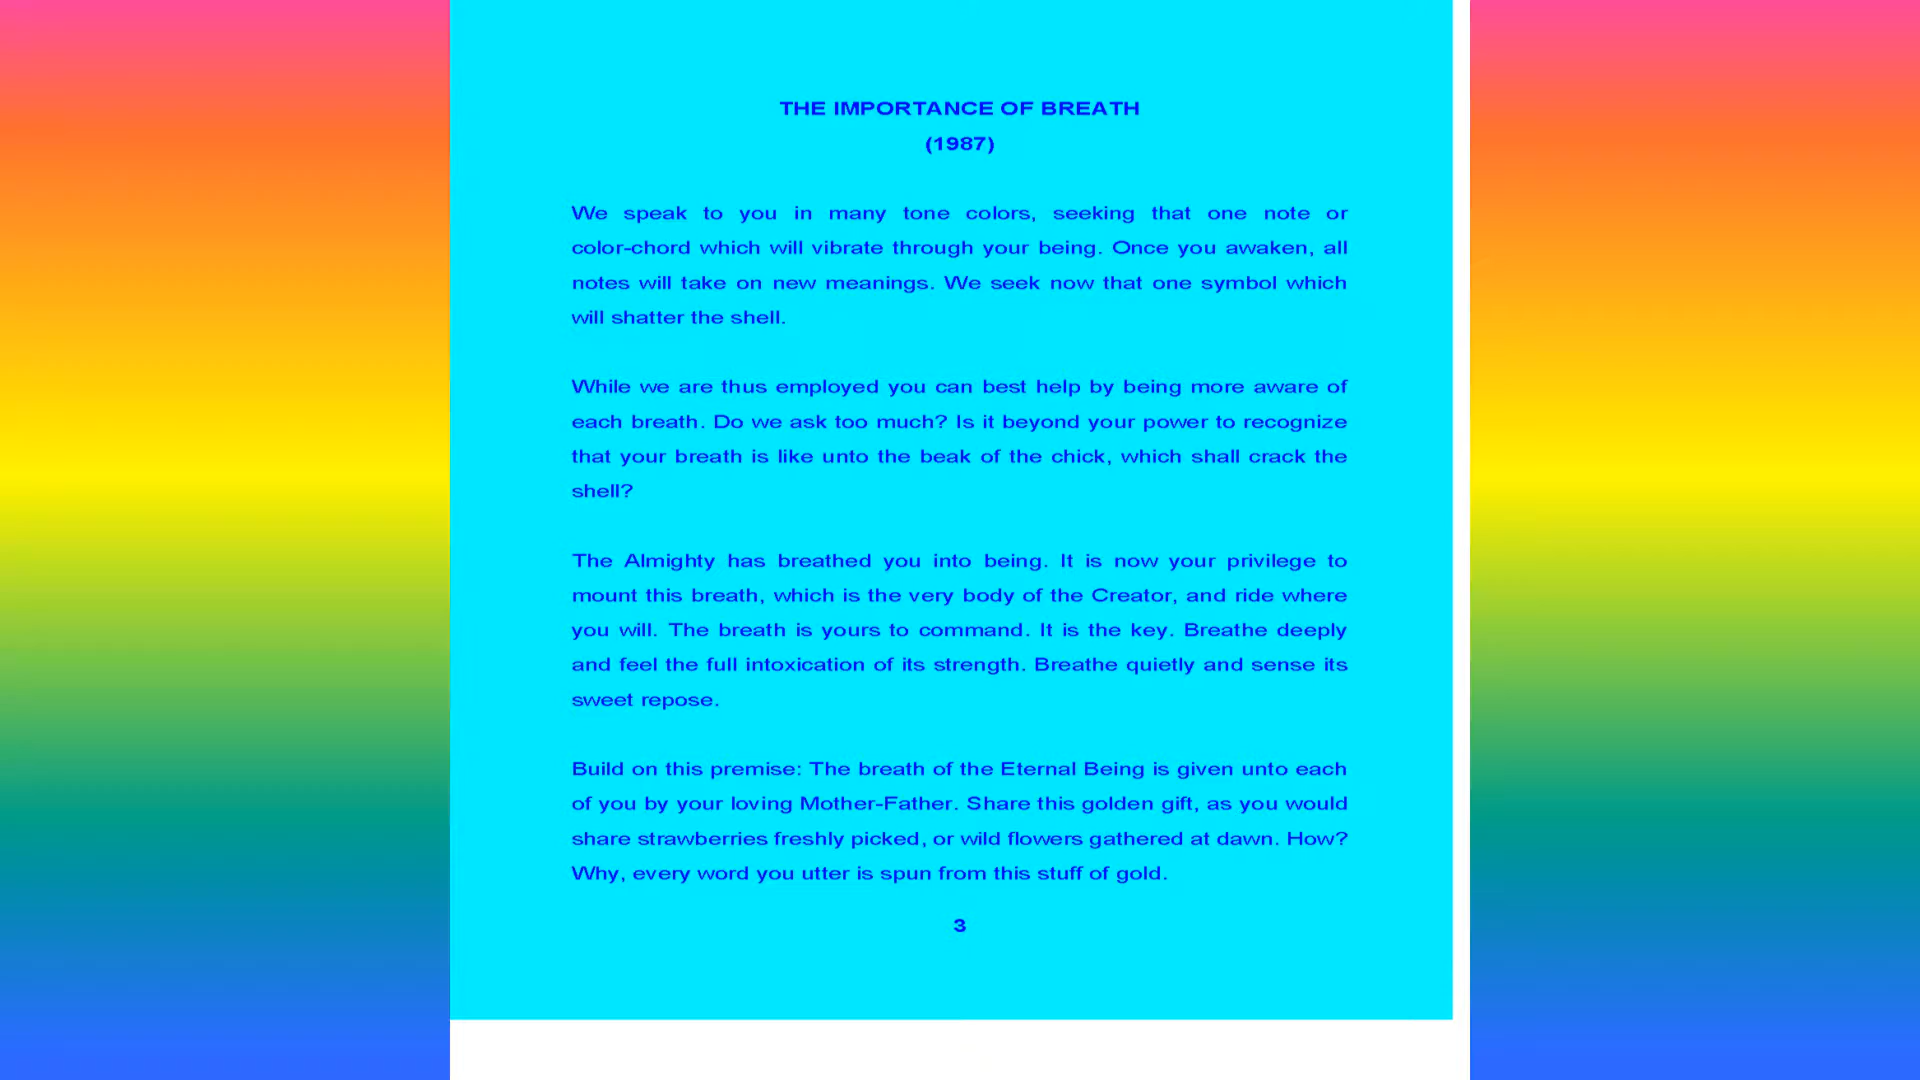 THE IMPORTANCE OF BREATH
(1987)
We speak to you in many tone colors, seeking that one note or
color-chord which will vibrate through your being. Once you awaken, all
notes will take on new meanings. We seek now that one symbol which
will shatter the shell.
While we are thus employed you can best help by being more aware of
each breath. Do we ask too much? Is it beyond your power to recognize
that your breath is like unto the beak of the chick, which shall crack the
shell?
The Almighty has breathed you into being. It is now your privilege to
mount this breath, which is the very body of the Creator, and ride where
you will. The breath is yours to command. It is the key. Breathe deeply
and feel the full intoxication of its strength. Breathe quietly and sense its
sweet repose.
Build on this premise: The breath of the Eternal Being is given unto each
of you by your loving Mother-Father. Share this golden gift, as you would
share strawberries freshly picked, or wild flowers gathered at dawn. How?
Why, every word you utter is spun from this stuff of gold.
3